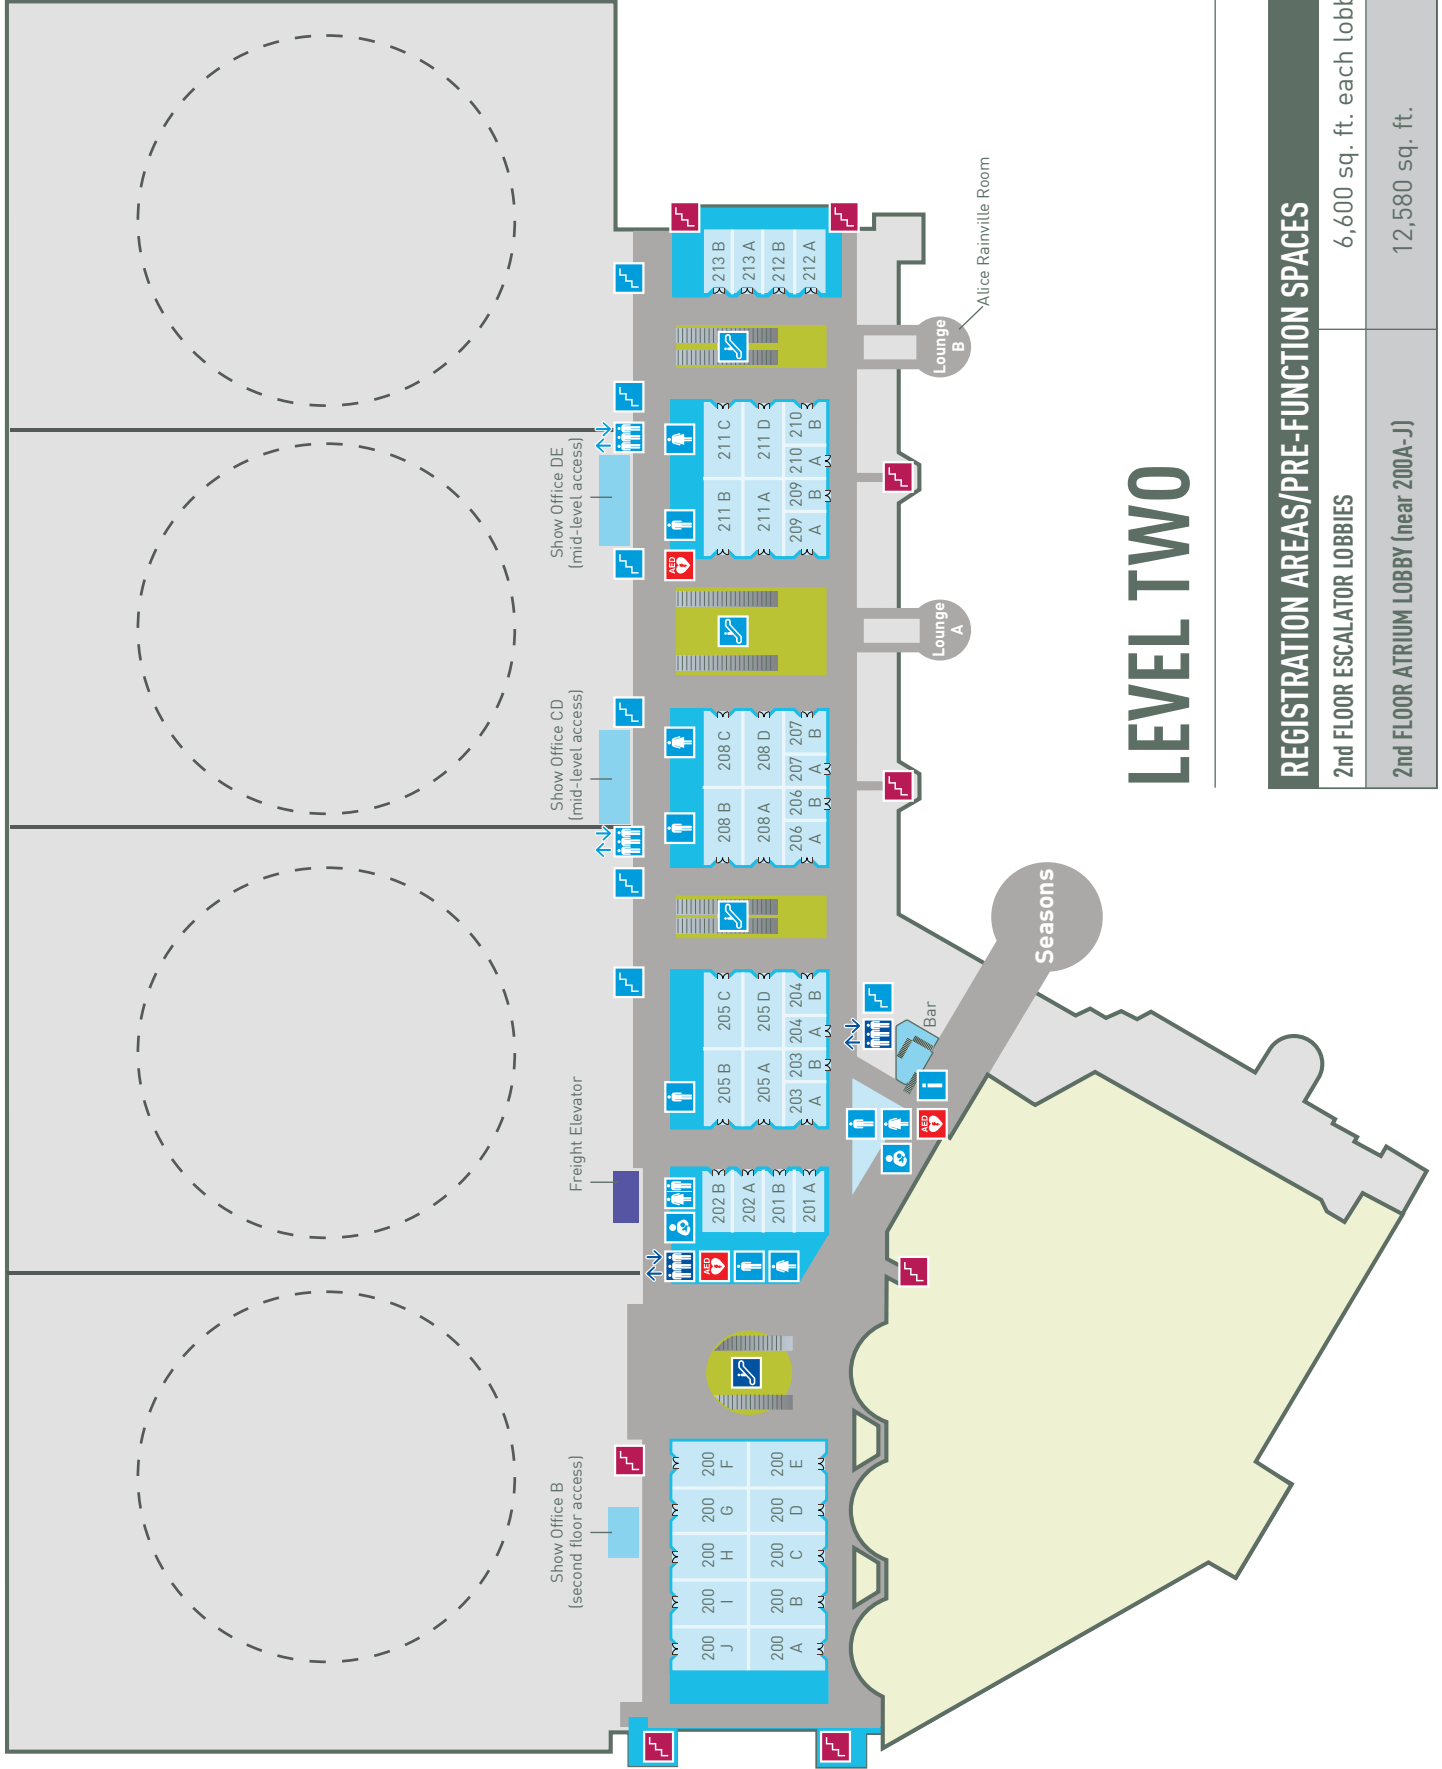 LEVEL TWO
REGISTRATION AREAS/PRE-FUNCTION SPACES
2nd FLOOR ESCALATOR LOBBIES
6,600 sq. ft. each lobb
2nd FLOOR ATRIUM LOBBY (near 200A-J)
12,580 sq. ft.
Show Office B
(second floor access)
Freight Elevator
Show Office CD
(mid-level access)
Show Office DE
(mid-level access)
200
J
200
I
200
H
200
G
200
F
200
A
200
B
200
C
200
D
200
E
AED
202 B
202 A
201 B
201 A
205 B
205 C
205 A
205 D
203
A
203
B
204
A
204
B
208 B
208 C
208 A
208 D
206
A
206
B
207
A
207
B
AED
211 B
211 C
211 A
211 D
209
A
209
B
210
A
210
B
213 B
213 A
212 B
212 A
AED
i
Bar
Seasons
Lounge
A
Lounge
B
Alice Rainville Room